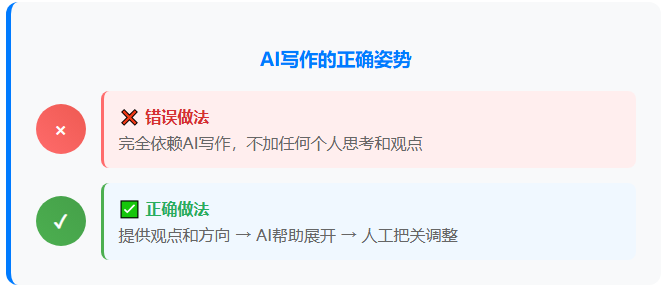 AI写作的正确姿势
× ❌ 错误做法
完全依赖AI写作，不加任何个人思考和观点
✓ ✅ 正确做法
提供观点和方向 → AI帮助展开 → 人工把关调整